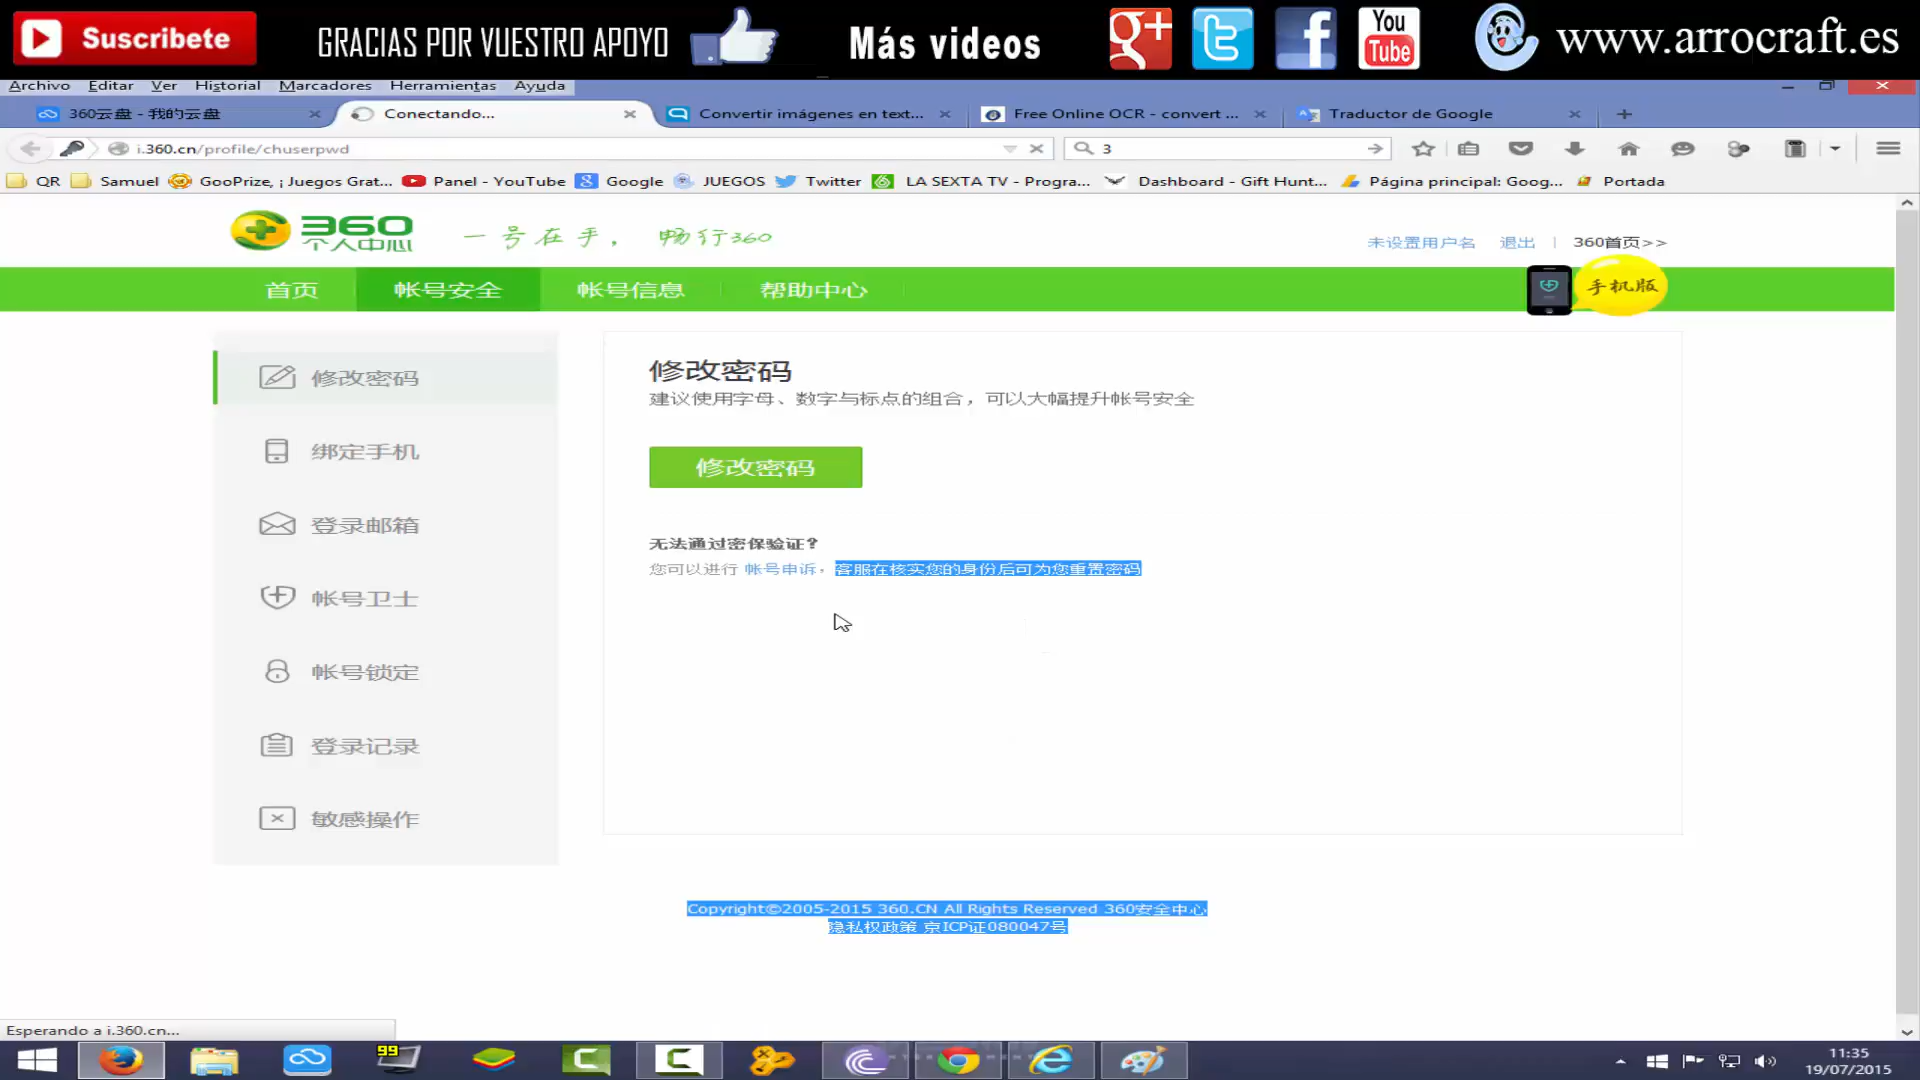 Suscribete GRACIAS POR VUESTRO APOYO Más videos g+ t f You Tube www.arrocraft.es
Archivo Editar Ver Historial Marcadores Herramientas Ayuda
360云盘 - 我的云盘 Conectando... Convertir imágenes en text... Free Online OCR - convert ... Traductor de Google
i.360.cn/profile/chuserpwd 3
QR Samuel GooPrize, ¡ Juegos Grat... Panel - YouTube Google JUEGOS Twitter LA SEXTA TV - Progra... Dashboard - Gift Hunt... Página principal: Goog... Portada
360
个人中心
一号在手， 畅行360
未设置用户名 退出 | 360首页>>
首页 帐号安全 帐号信息 帮助中心 手机版
修改密码
绑定手机
登录邮箱
帐号卫士
帐号锁定
登录记录
敏感操作
修改密码
建议使用字母、数字与标点的组合，可以大幅提升帐号安全
修改密码
无法通过密保验证？
您可以进行 帐号申诉，客服在核实您的身份后可为您重置密码
Copyright©2005-2015 360.CN All Rights Reserved 360安全中心
隐私权政策 京ICP证080047号
Esperando a i.360.cn...
99
11:35
19/07/2015